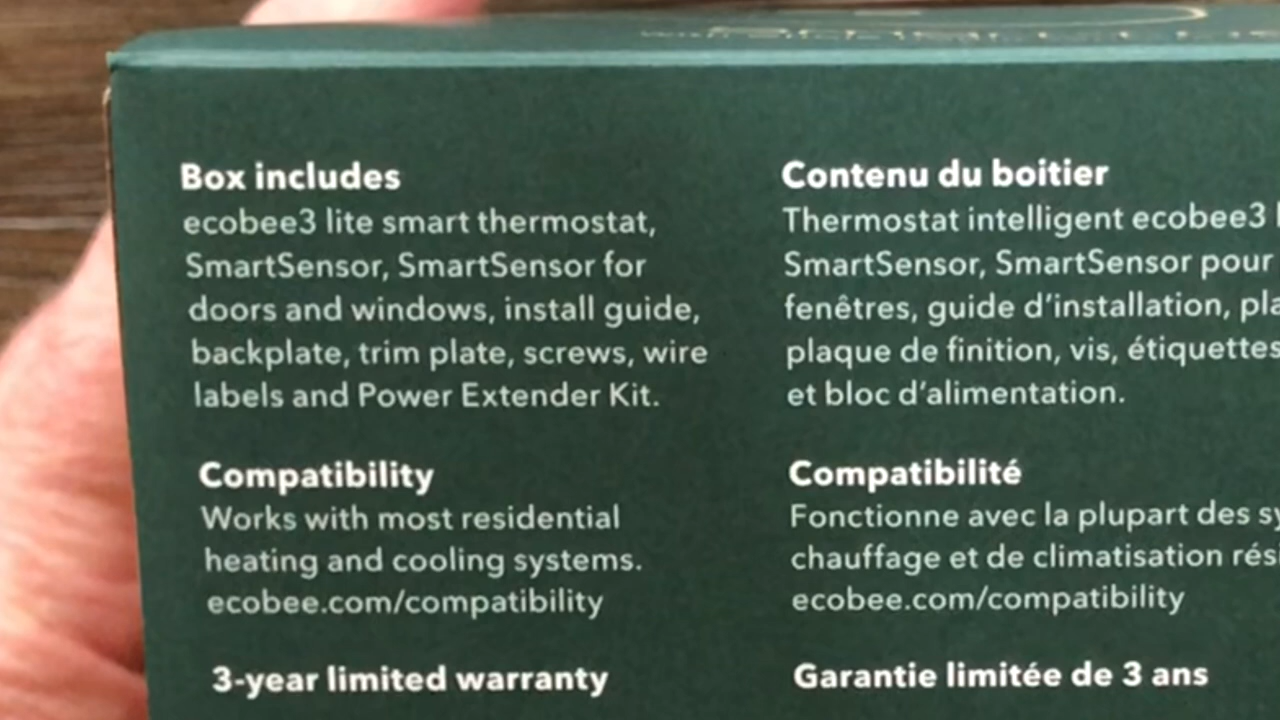 Box includes
ecobee3 lite smart thermostat,
SmartSensor, SmartSensor for
doors and windows, install guide,
backplate, trim plate, screws, wire
labels and Power Extender Kit.
Compatibility
Works with most residential
heating and cooling systems.
ecobee.com/compatibility
3-year limited warranty
Contenu du boitier
Thermostat intelligent ecobee3
SmartSensor, SmartSensor pour
fenêtres, guide d’installation,
plaque de finition, vis, étiquettes
et bloc d’alimentation.
Compatibilité
Fonctionne avec la plupart des
chauffage et de climatisation
ecobee.com/compatibility
Garantie limitée de 3 ans